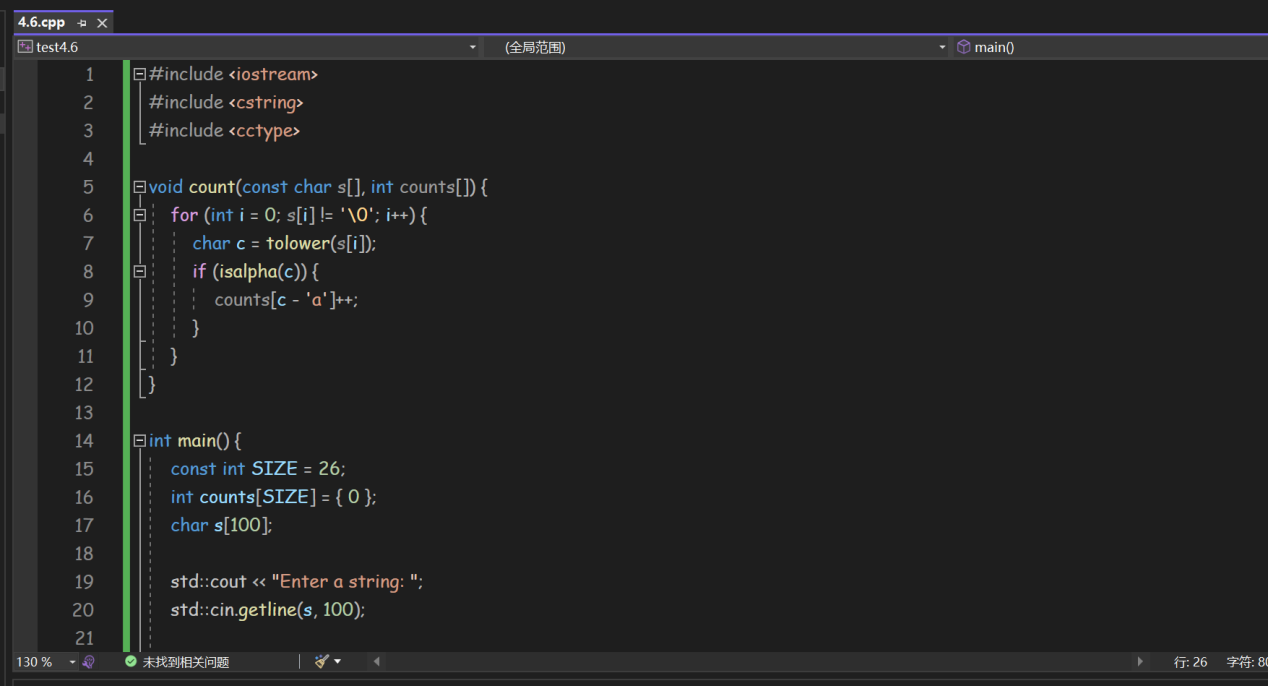 4.6.cpp
test4.6 (全局范围) main()
1 #include <iostream>
2 #include <cstring>
3 #include <cctype>
4
5 void count(const char s[], int counts[]) {
6 for (int i = 0; s[i] != '\0'; i++) {
7 char c = tolower(s[i]);
8 if (isalpha(c)) {
9 counts[c - 'a']++;
10 }
11 }
12 }
13
14 int main() {
15 const int SIZE = 26;
16 int counts[SIZE] = { 0 };
17 char s[100];
18
19 std::cout << "Enter a string: ";
20 std::cin.getline(s, 100);
21
130 % 未找到相关问题 行: 26 字符: 80